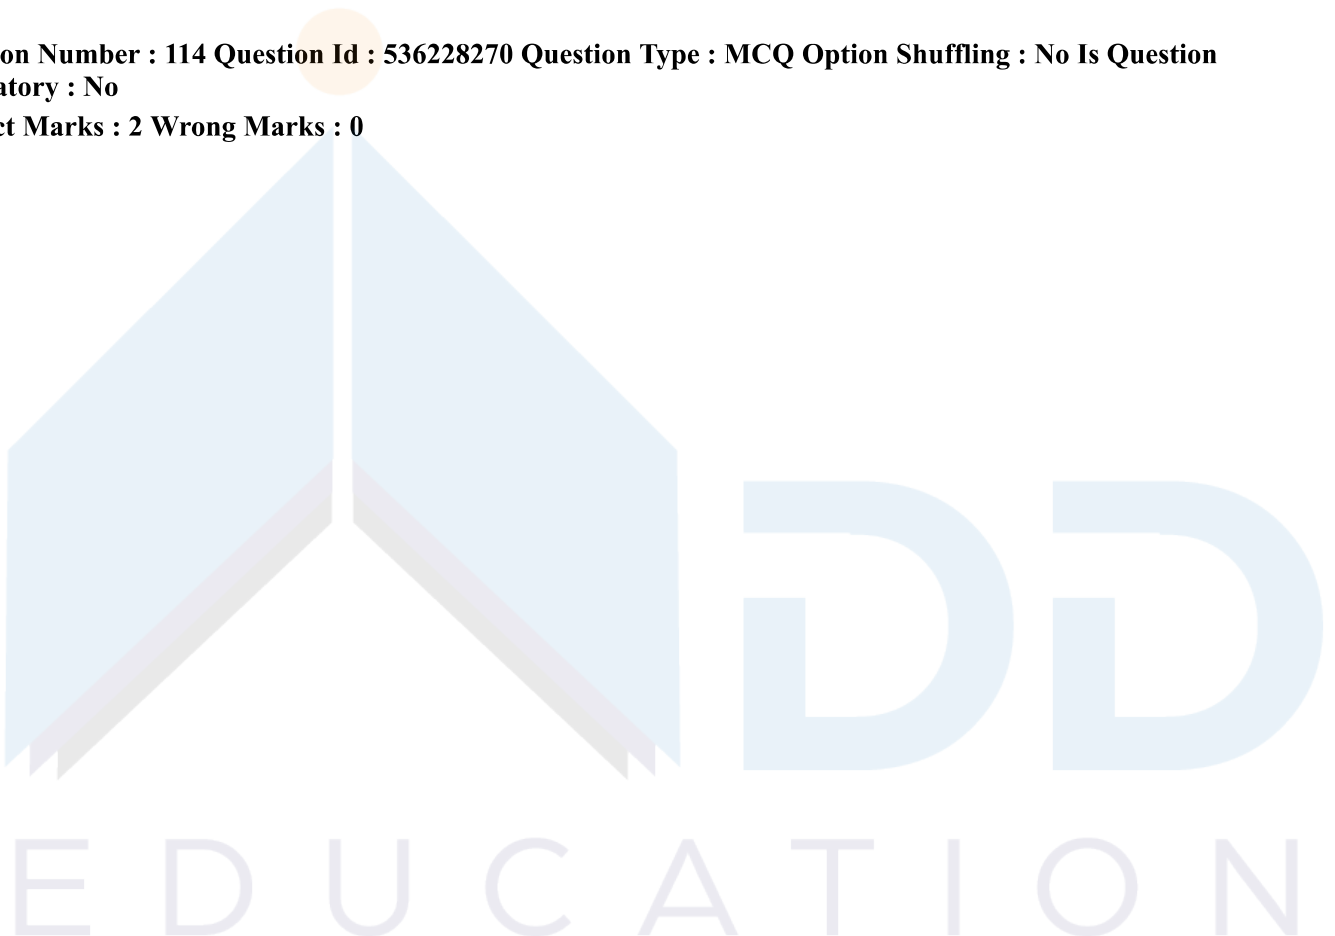 on Number : 114 Question Id : 536228270 Question Type : MCQ Option Shuffling : No Is Question
atory : No
ct Marks : 2 Wrong Marks : 0
DD
EDUCATION